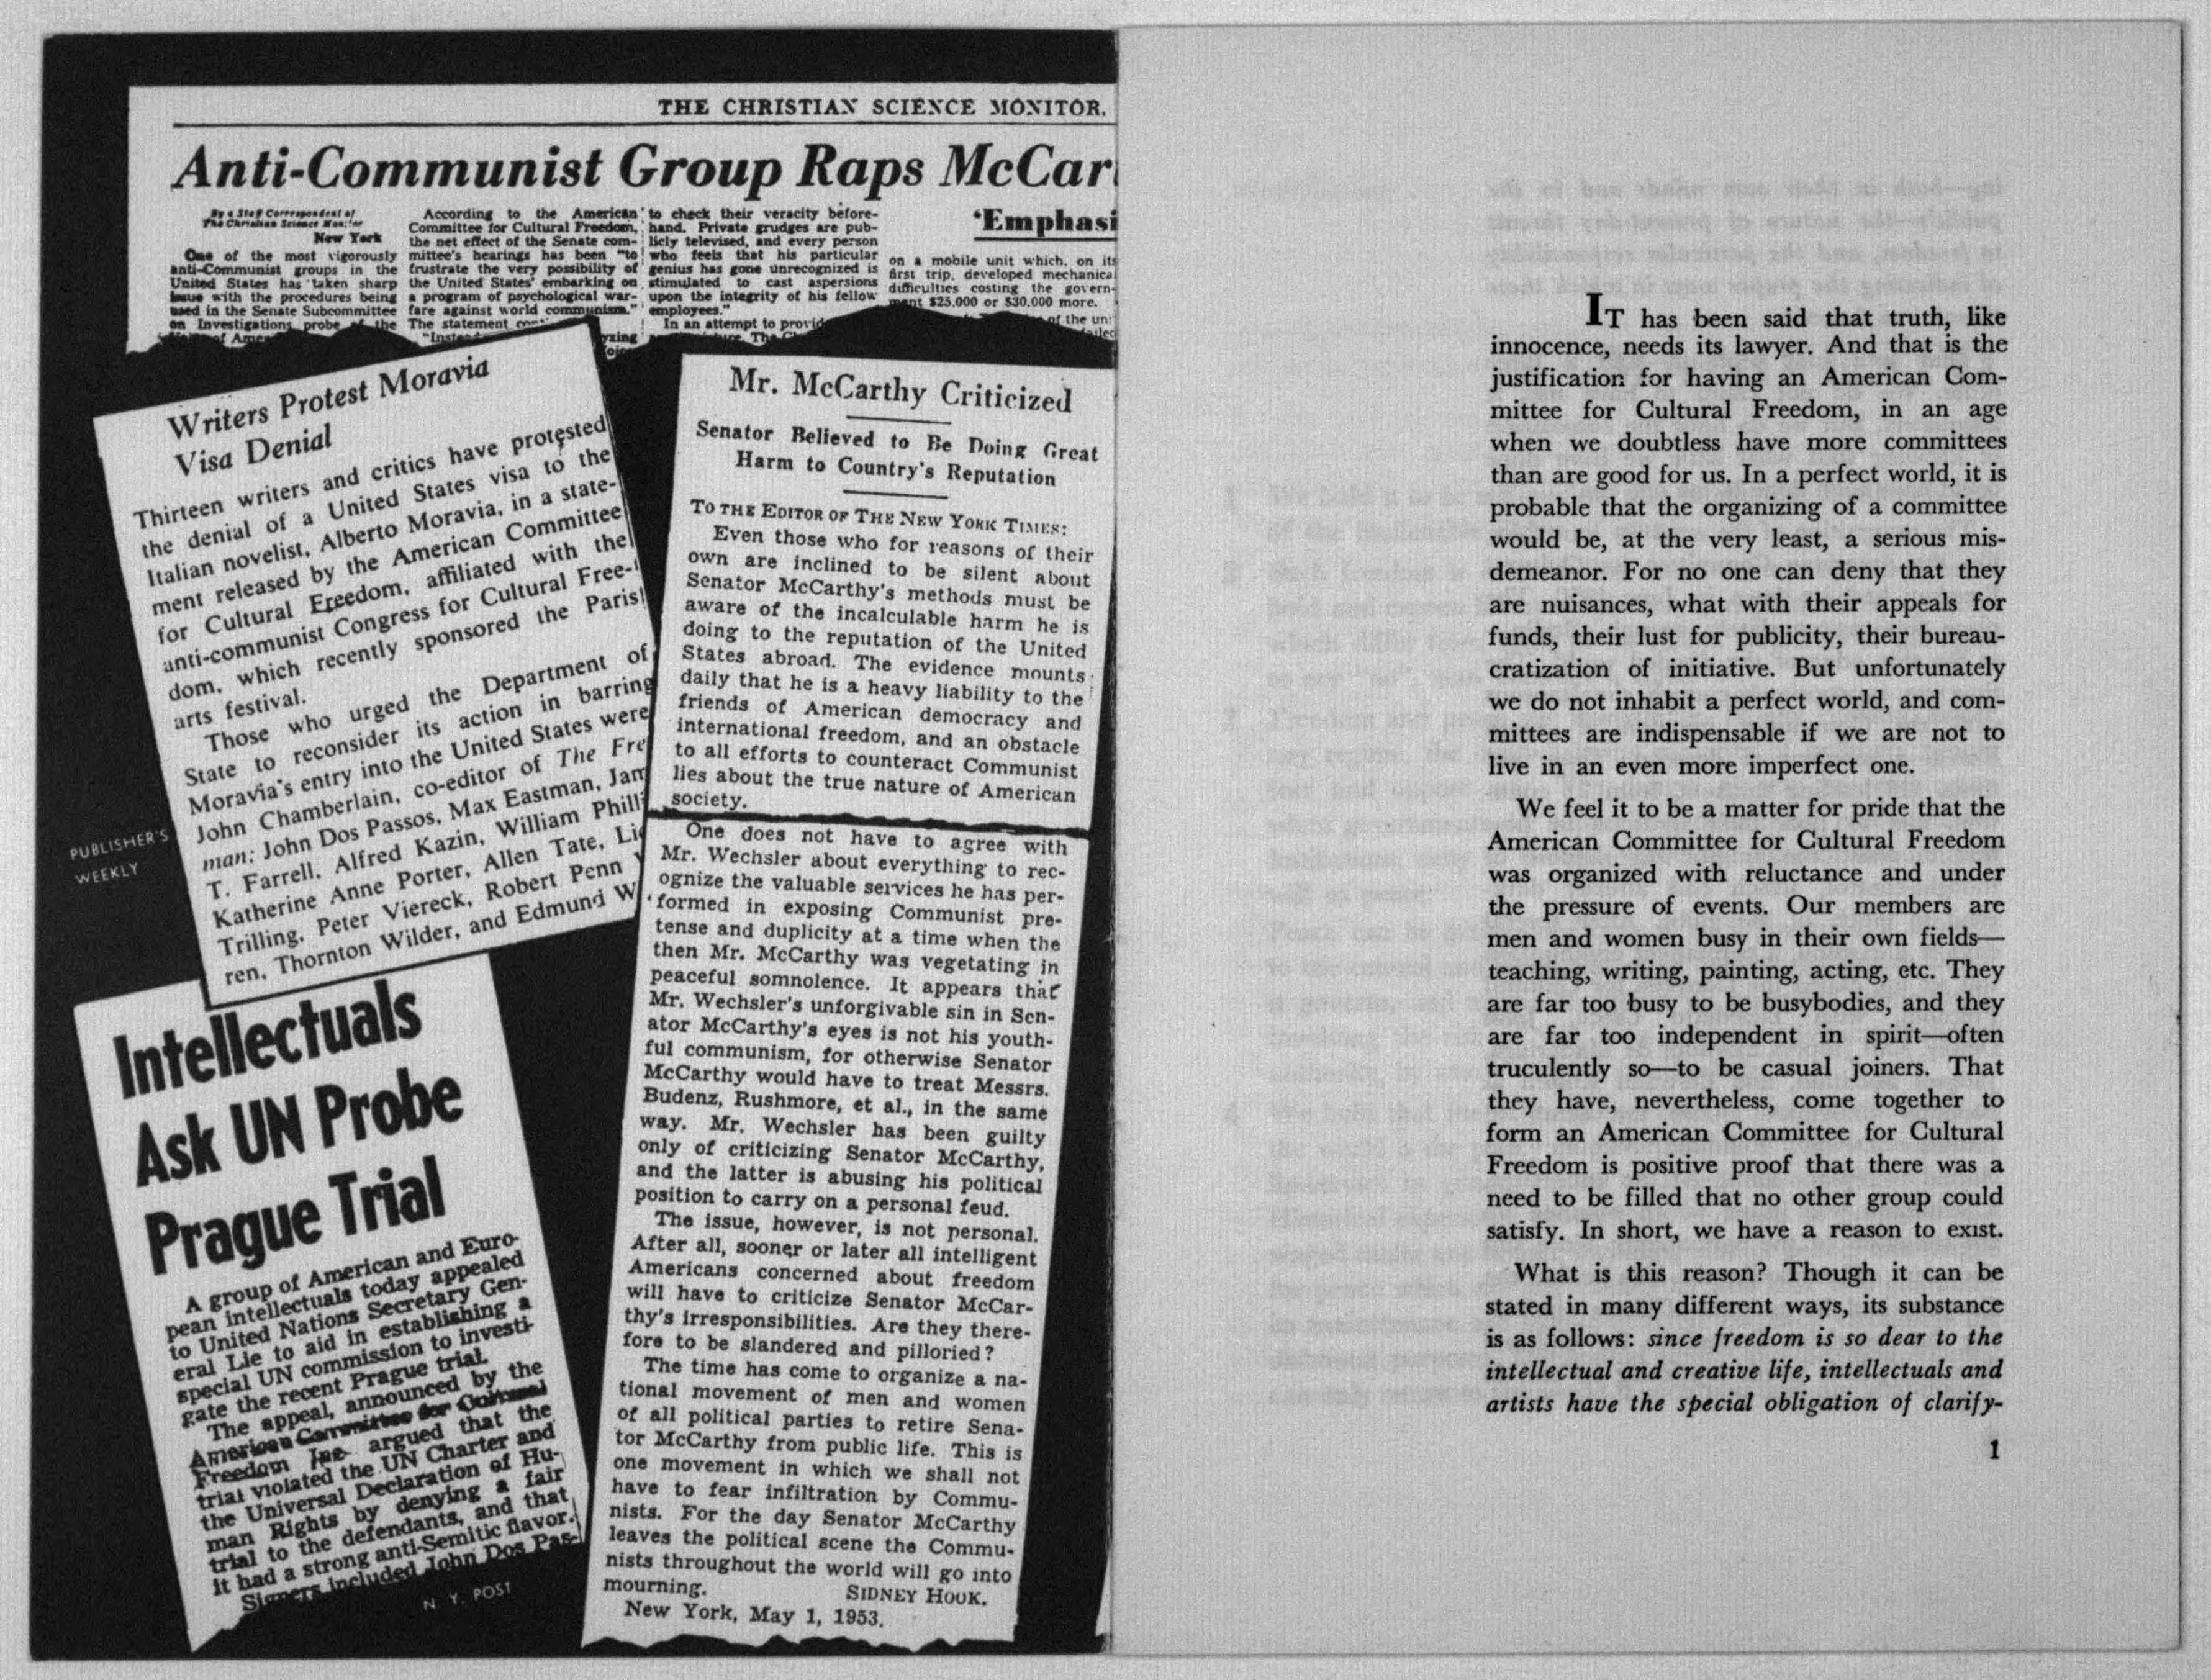 THE CHRISTIAN SCIENCE MONITOR.
Anti-Communist Group Raps McCar
By a Staff Correspondent of
The Christian Science Monitor
New York
One of the most vigorously
anti-Communist groups in the
United States has taken sharp
issue with the procedures being
used in the Senate Subcommittee
on Investigations probe of the
of Amer
According to the American
Committee for Cultural Freedom,
the net effect of the Senate com-
mittee's hearings has been "to
frustrate the very possibility of
the United States' embarking on
a program of psychological war-
fare against world communism."
The statement
"Inst
to check their veracity before-
hand. Private grudges are pub-
licly televised, and every person
who feels that his particular
genius has gone unrecognized is
stimulated to cast aspersions
upon the integrity of his fellow
employees."
In an attempt to provid
'Emphasi
on a mobile unit which, on its
first trip, developed mechanical
difficulties costing the govern-
ment $25,000 or $30,000 more.
of the uni
Writers Protest Moravia
Visa Denial
Thirteen writers and critics have protested
the denial of a United States visa to the
Italian novelist, Alberto Moravia, in a state-
ment released by the American Committee
for Cultural Freedom, affiliated with the
anti-communist Congress for Cultural Free-
dom, which recently sponsored the Paris
arts festival.
Those who urged the Department of
State to reconsider its action in barring
Moravia's entry into the United States were
John Chamberlain, co-editor of The Fre
man; John Dos Passos, Max Eastman, Jam
T. Farrell, Alfred Kazin, William Philli
Katherine Anne Porter, Allen Tate, Lio
Trilling, Peter Viereck, Robert Penn W
ren, Thornton Wilder, and Edmund W
PUBLISHER'S
WEEKLY
Intellectuals
Ask UN Probe
Prague Trial
A group of American and Euro-
pean intellectuals today appealed
to United Nations Secretary Gen-
eral Lie to aid in establishing a
special UN commission to investi-
gate the recent Prague trial.
The appeal, announced by the
American Committee for Cultural
Freedom Inc. argued that the
trial violated the UN Charter and
the Universal Declaration of Hu-
man Rights by denying a fair
trial to the defendants, and that
it had a strong anti-Semitic flavor.
Signers included John Dos Pas-
N. Y. POST
Mr. McCarthy Criticized
Senator Believed to Be Doing Great
Harm to Country's Reputation
TO THE EDITOR OF THE NEW YORK TIMES:
Even those who for reasons of their
own are inclined to be silent about
Senator McCarthy's methods must be
aware of the incalculable harm he is
doing to the reputation of the United
States abroad. The evidence mounts
daily that he is a heavy liability to the
friends of American democracy and
international freedom, and an obstacle
to all efforts to counteract Communist
lies about the true nature of American
society.
One does not have to agree with
Mr. Wechsler about everything to rec-
ognize the valuable services he has per-
formed in exposing Communist pre-
tense and duplicity at a time when the
then Mr. McCarthy was vegetating in
peaceful somnolence. It appears that
Mr. Wechsler's unforgivable sin in Sen-
ator McCarthy's eyes is not his youth-
ful communism, for otherwise Senator
McCarthy would have to treat Messrs.
Budenz, Rushmore, et al., in the same
way. Mr. Wechsler has been guilty
only of criticizing Senator McCarthy,
and the latter is abusing his political
position to carry on a personal feud.
The issue, however, is not personal.
After all, sooner or later all intelligent
Americans concerned about freedom
will have to criticize Senator McCar-
thy's irresponsibilities. Are they there-
fore to be slandered and pilloried?
The time has come to organize a na-
tional movement of men and women
of all political parties to retire Sena-
tor McCarthy from public life. This is
one movement in which we shall not
have to fear infiltration by Commu-
nists. For the day Senator McCarthy
leaves the political scene the Commu-
nists throughout the world will go into
mourning. SIDNEY HOOK.
New York, May 1, 1953.
IT has been said that truth, like
innocence, needs its lawyer. And that is the
justification for having an American Com-
mittee for Cultural Freedom, in an age
when we doubtless have more committees
than are good for us. In a perfect world, it is
probable that the organizing of a committee
would be, at the very least, a serious mis-
demeanor. For no one can deny that they
are nuisances, what with their appeals for
funds, their lust for publicity, their bureau-
cratization of initiative. But unfortunately
we do not inhabit a perfect world, and com-
mittees are indispensable if we are not to
live in an even more imperfect one.
We feel it to be a matter for pride that the
American Committee for Cultural Freedom
was organized with reluctance and under
the pressure of events. Our members are
men and women busy in their own fields—
teaching, writing, painting, acting, etc. They
are far too busy to be busybodies, and they
are far too independent in spirit—often
truculently so—to be casual joiners. That
they have, nevertheless, come together to
form an American Committee for Cultural
Freedom is positive proof that there was a
need to be filled that no other group could
satisfy. In short, we have a reason to exist.
What is this reason? Though it can be
stated in many different ways, its substance
is as follows: since freedom is so dear to the
intellectual and creative life, intellectuals and
artists have the special obligation of clarify-
1